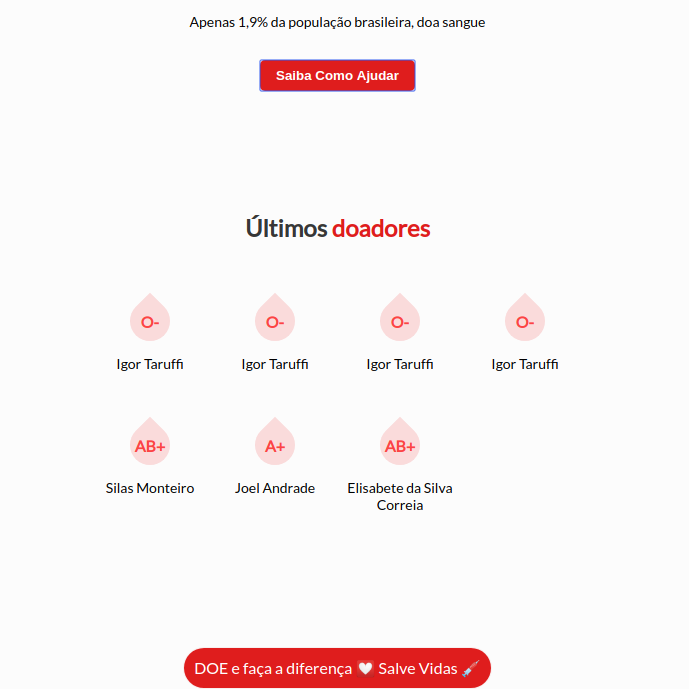 Apenas 1,9% da população brasileira, doa sangue
Saiba Como Ajudar
Últimos doadores
O- O- O- O-
Igor Taruffi Igor Taruffi Igor Taruffi Igor Taruffi
AB+ A+ AB+
Silas Monteiro Joel Andrade Elisabete da Silva
Correia
DOE e faça a diferença 💟 Salve Vidas 💉